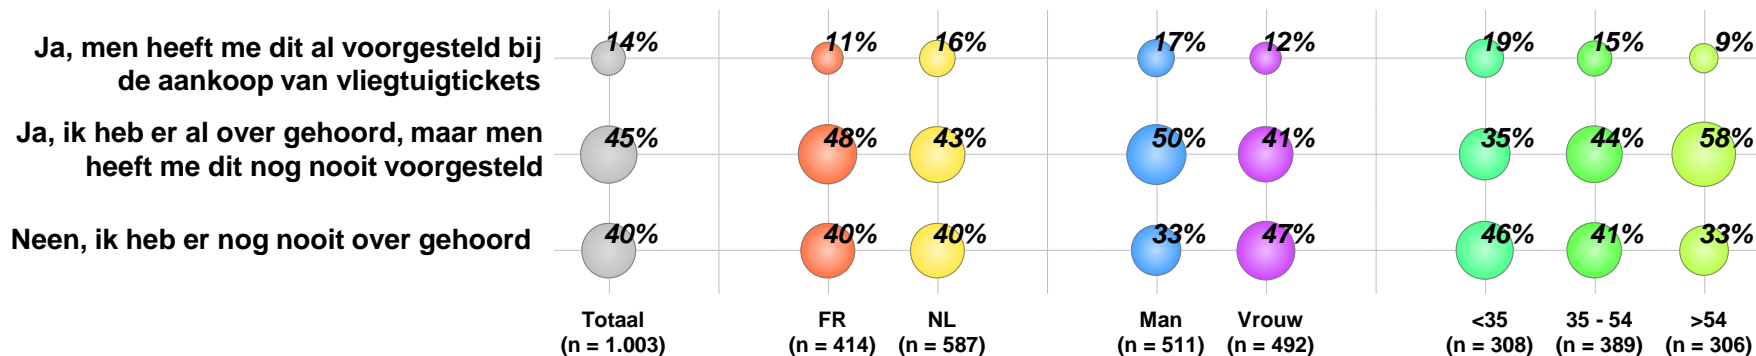 Ja, men heeft me dit al voorgesteld bij
de aankoop van vliegtuigtickets
14% 11% 16% 17% 12% 19% 15% 9%
Ja, ik heb er al over gehoord, maar men
heeft me dit nog nooit voorgesteld
45% 48% 43% 50% 41% 35% 44% 58%
Neen, ik heb er nog nooit over gehoord
40% 40% 40% 33% 47% 46% 41% 33%
Totaal FR NL Man Vrouw <35 35 - 54 >54
(n = 1.003) (n = 414) (n = 587) (n = 511) (n = 492) (n = 308) (n = 389) (n = 306)